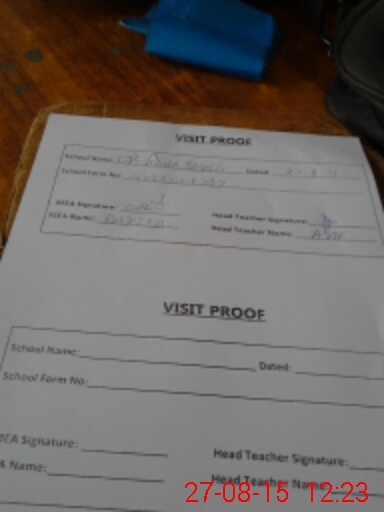 VISIT PROOF
School Name: Dated:
School Form No:
AEA Signature: Head Teacher Signature:
AEA Name: Head Teacher Name:
VISIT PROOF
School Name: Dated:
School Form No:
AEA Signature: Head Teacher Signature:
A Name: Head Teacher Name
27-08-15 12:23